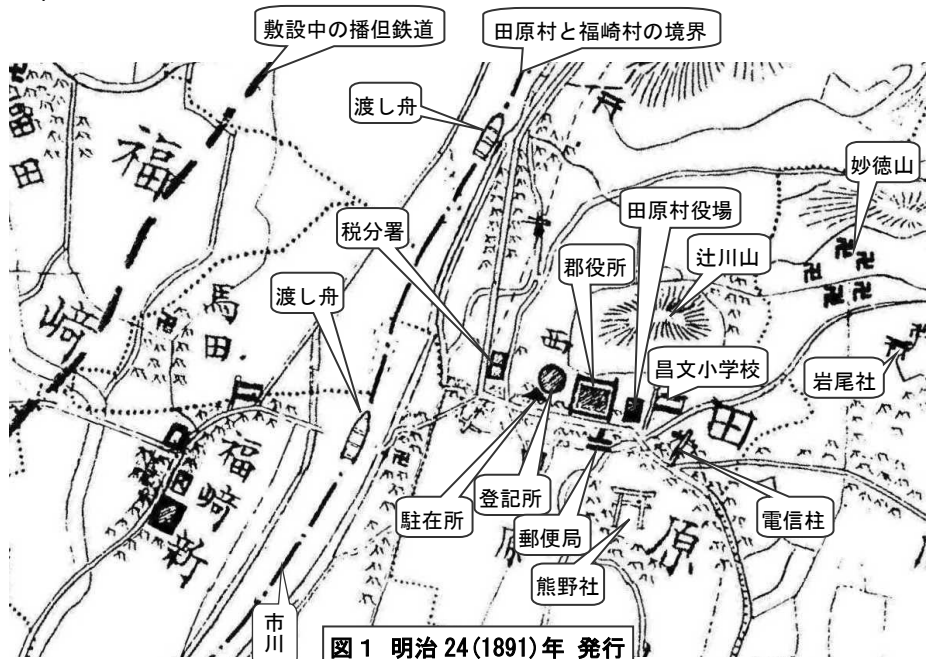 敷設中の播但鉄道
田原村と福崎村の境界
渡し舟
妙徳山
田原村役場
税分署
郡役所
辻川山
渡し舟
昌文小学校
岩尾社
駐在所
登記所
郵便局
電信柱
熊野社
市川
福田
福
﨑
馬田
福﨑新
町
田
原
図1 明治24(1891)年 発行